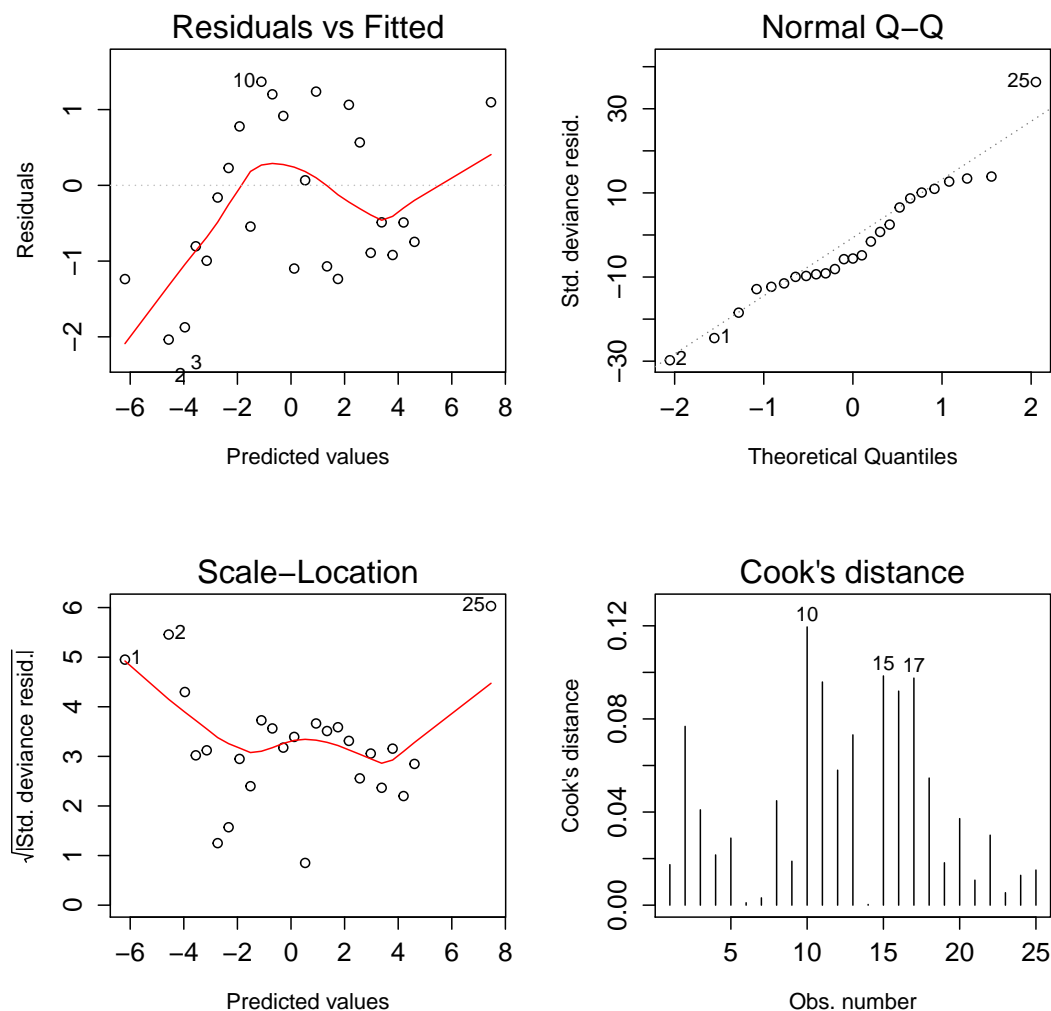 Residuals vs Fitted
Residuals
1
0
−1
−2
10
3
2
−6 −4 −2 0 2 4 6 8
Predicted values
Normal Q−Q
Std. deviance resid.
30
10
−10
−30
25
1
2
−2 −1 0 1 2
Theoretical Quantiles
Scale−Location
√|Std. deviance resid.|
6
5
4
3
2
1
0
25
2
1
−6 −4 −2 0 2 4 6 8
Predicted values
Cook's distance
Cook's distance
0.12
0.08
0.04
0.00
10
15 17
5 10 15 20 25
Obs. number